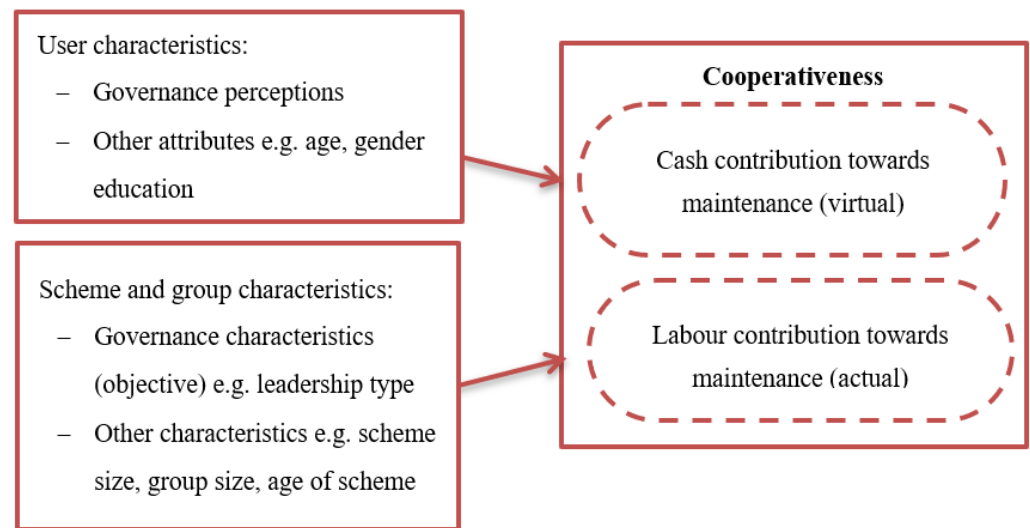 User characteristics:
– Governance perceptions
– Other attributes e.g. age, gender
education
Scheme and group characteristics:
– Governance characteristics
(objective) e.g. leadership type
– Other characteristics e.g. scheme
size, group size, age of scheme
Cooperativeness
Cash contribution towards
maintenance (virtual)
Labour contribution towards
maintenance (actual)